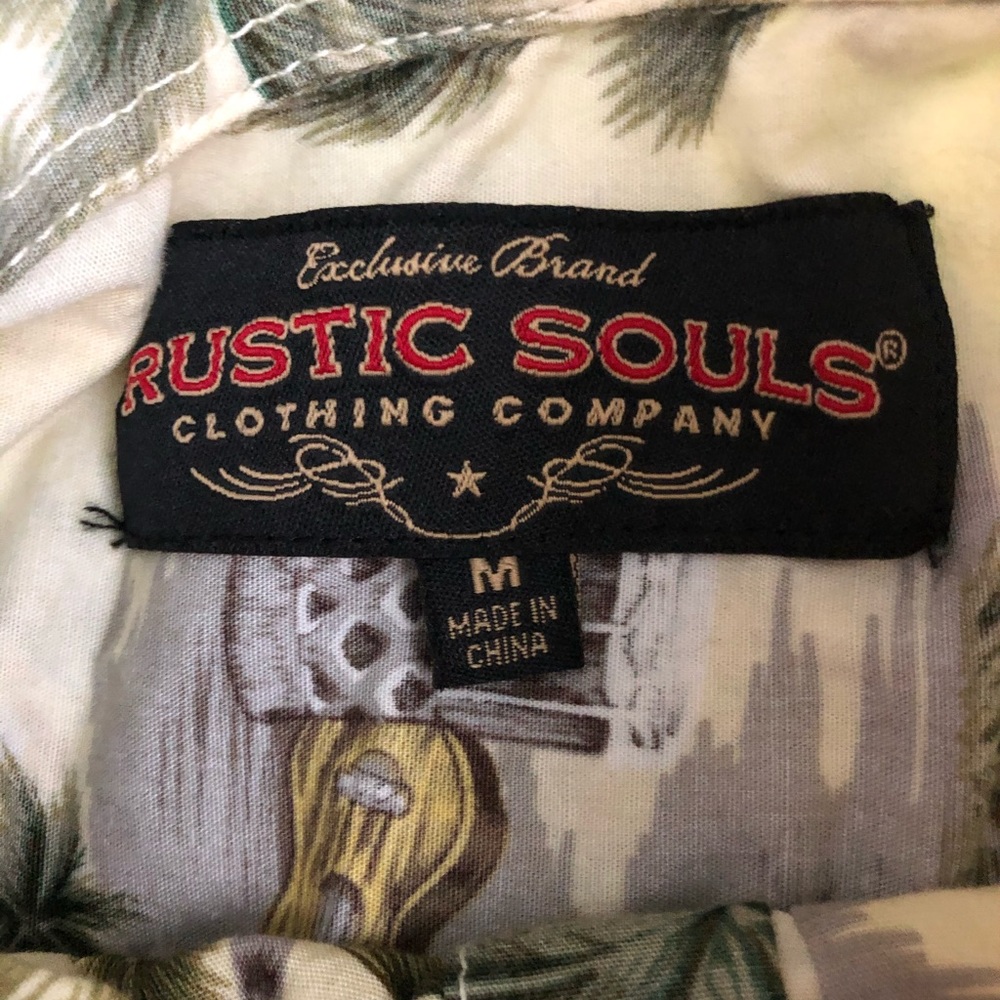 Exclusive Brand
RUSTIC SOULS®
CLOTHING COMPANY
M
MADE IN
CHINA